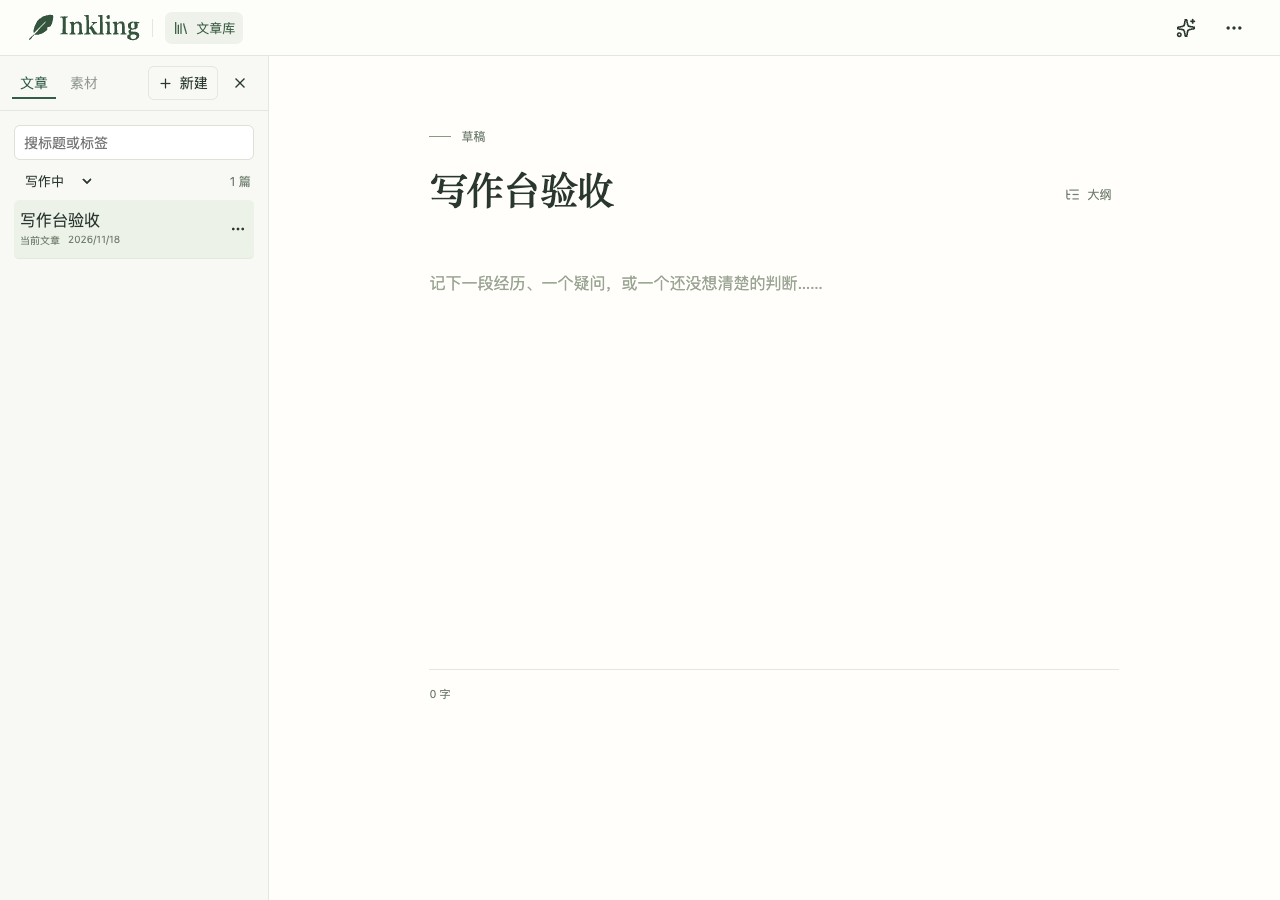 Inkling
文章库
文章
素材
新建
搜标题或标签
写作中
1 篇
写作台验收
当前文章 2026/11/18
草稿
写作台验收
大纲
记下一段经历、一个疑问，或一个还没想清楚的判断……
0 字